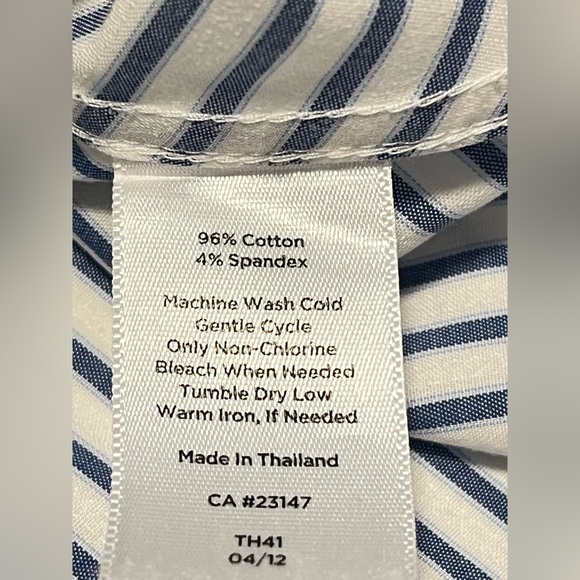 96% Cotton
4% Spandex
Machine Wash Cold
Gentle Cycle
Only Non-Chlorine
Bleach When Needed
Tumble Dry Low
Warm Iron, If Needed
Made In Thailand
CA #23147
TH41
04/12